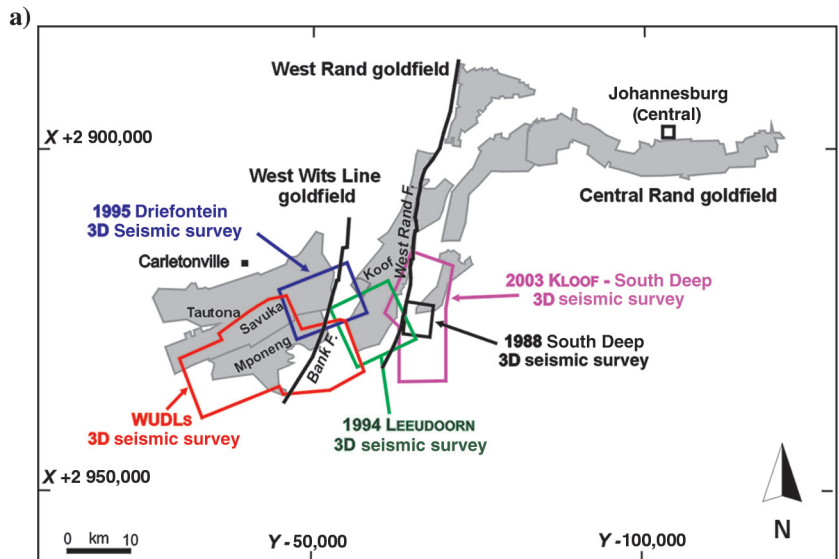 a)
West Rand goldfield
Johannesburg
(Central)
X +2 900,000
West Wits Line
goldfield
Central Rand goldfield
1995 Driefontein
3D Seismic survey
West Rand F.
Carletonville
Koof
2003 KLOOF - South Deep
3D seismic survey
Tautona
Savuka
1988 South Deep
3D seismic survey
Mponeng
Bank F.
WUDLs
3D seismic survey
1994 LEEUDOORN
3D seismic survey
X +2 950,000
N
0 km 10
Y - 50,000
Y - 100,000